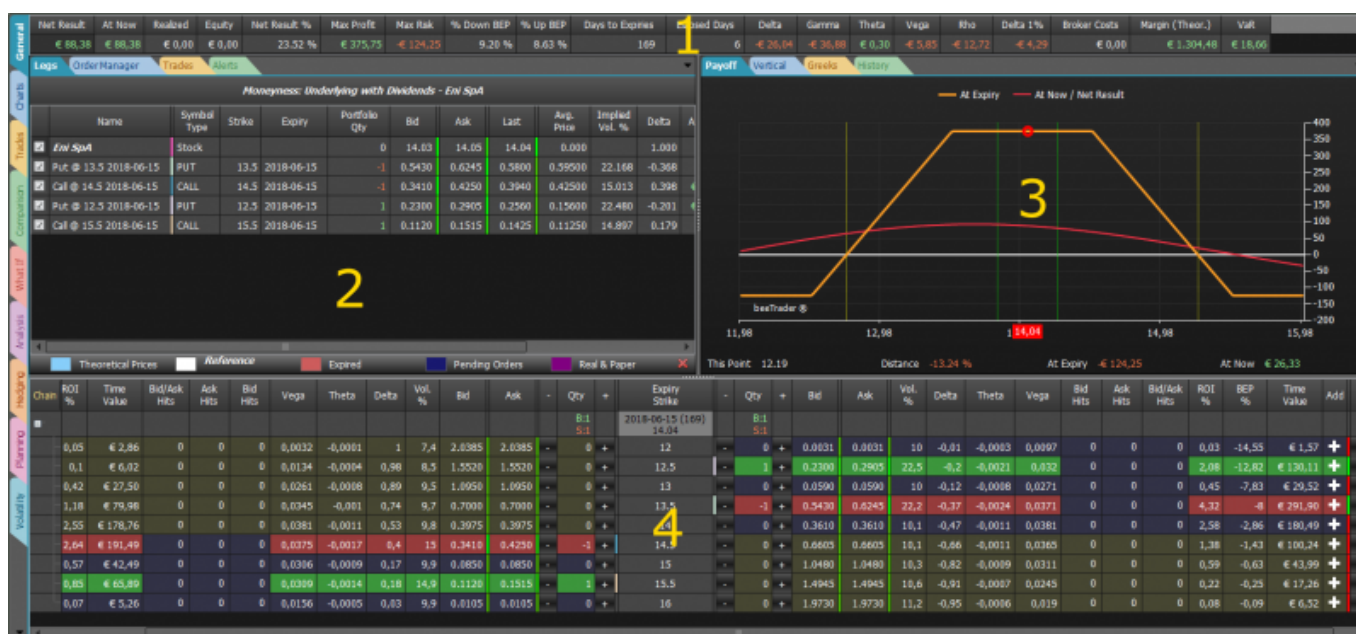 Net Result At Now Realized Equity Net Result % Max Profit Max Risk % Down BEP % Up BEP Days to Expires 1 Days Delta Gamma Theta Vega Rho Delta 1% Broker Costs Margin (Theor.) VaR
€ 88,38 € 88,38 € 0,00 € 0,00 23.52 % € 375,75 -€ 124,25 9.20 % 8.63 % 169 6 -€ 26,04 -€ 36,88 € 0,30 -€ 5,85 -€ 12,72 -€ 4,29 € 0,00 € 1.304,48 € 18,66
General
Charts
Trades
Comparison
What if
Analysis
Hedging
Planning
Volatility
Legs OrderManager Trades Alerts
Moneyness: Underlying with Dividends - Eni SpA
Name Symbol Type Strike Expiry Portfolio Qty Bid Ask Last Avg. Price Implied Vol. % Delta A
Eni SpA Stock 0 14.03 14.05 14.04 0.000 1.000
Put @ 13.5 2018-06-15 PUT 13.5 2018-06-15 -1 0.5430 0.6245 0.5800 0.59500 22.168 -0.368
Call @ 14.5 2018-06-15 CALL 14.5 2018-06-15 -1 0.3410 0.4250 0.3940 0.42500 15.013 0.398
Put @ 12.5 2018-06-15 PUT 12.5 2018-06-15 1 0.2300 0.2905 0.2560 0.15600 22.480 -0.201
Call @ 15.5 2018-06-15 CALL 15.5 2018-06-15 1 0.1120 0.1515 0.1425 0.11250 14.897 0.179
2
Theoretical Prices Reference Expired Pending Orders Real & Paper
Payoff Vertical Greeks History
At Expiry At Now / Net Result
400
350
300
250
200
150
100
50
0
-50
-100
-150
-200
3
beeTrader ®
11,98 12,98 14,04 14,98 15,98
This Point 12.19 Distance -13.24 % At Expiry -€ 124,25 At Now € 26,33
Chain ROI % Time Value Bid/Ask Hits Ask Hits Bid Hits Vega Theta Delta Vol. % Bid Ask - Qty + Expiry Strike - Qty + Bid Ask Vol. % Delta Theta Vega Bid Hits Ask Hits Bid/Ask Hits ROI % BEP % Time Value Add
B:1 S:1 2018-06-15 (169) 14.04 B:1 S:1
0,05 € 2,86 0 0 0 0,0032 -0,0001 1 7,4 2.0385 2.0385 - 0 + 12 - 0 + 0.0031 0.0031 10 -0,01 -0,0003 0,0097 0 0 0 0,03 -14,55 € 1,57 +
0,1 € 6,02 0 0 0 0,0134 -0,0004 0,98 8,5 1.5520 1.5520 - 0 + 12.5 - 1 + 0.2300 0.2905 22,5 -0,2 -0,0021 0,032 0 0 0 2,08 -12,82 € 130,11 +
0,42 € 27,50 0 0 0 0,0261 -0,0008 0,89 9,5 1.0950 1.0950 - 0 + 13 - 0 + 0.0590 0.0590 10 -0,12 -0,0008 0,0271 0 0 0 0,45 -7,83 € 29,52 +
1,18 € 79,98 0 0 0 0,0345 -0,001 0,74 9,7 0.7000 0.7000 - 0 + 13.5 - -1 + 0.5430 0.6245 22,2 -0,37 -0,0024 0,0371 0 0 0 4,32 -8 € 291,90 +
2,55 € 178,76 0 0 0 0,0381 -0,0011 0,53 9,8 0.3975 0.3975 - 0 + 4 - 0 + 0.3610 0.3610 10,1 -0,47 -0,0011 0,0381 0 0 0 2,58 -2,86 € 180,49 +
2,64 € 191,49 0 0 0 0,0375 -0,0017 0,4 15 0.3410 0.4250 - -1 + 14.5 - 0 + 0.6605 0.6605 10,1 -0,66 -0,0011 0,0365 0 0 0 1,38 -1,43 € 100,24 +
0,57 € 42,49 0 0 0 0,0306 -0,0009 0,17 9,9 0.0850 0.0850 - 0 + 15 - 0 + 1.0480 1.0480 10,3 -0,82 -0,0009 0,0311 0 0 0 0,59 -0,63 € 43,99 +
0,85 € 65,89 0 0 0 0,0309 -0,0014 0,18 14,9 0.1120 0.1515 - 1 + 15.5 - 0 + 1.4945 1.4945 10,6 -0,91 -0,0007 0,0245 0 0 0 0,22 -0,25 € 17,26 +
0,07 € 5,26 0 0 0 0,0156 -0,0005 0,03 9,9 0.0105 0.0105 - 0 + 16 - 0 + 1.9730 1.9730 11,2 -0,95 -0,0006 0,019 0 0 0 0,08 -0,09 € 6,52 +